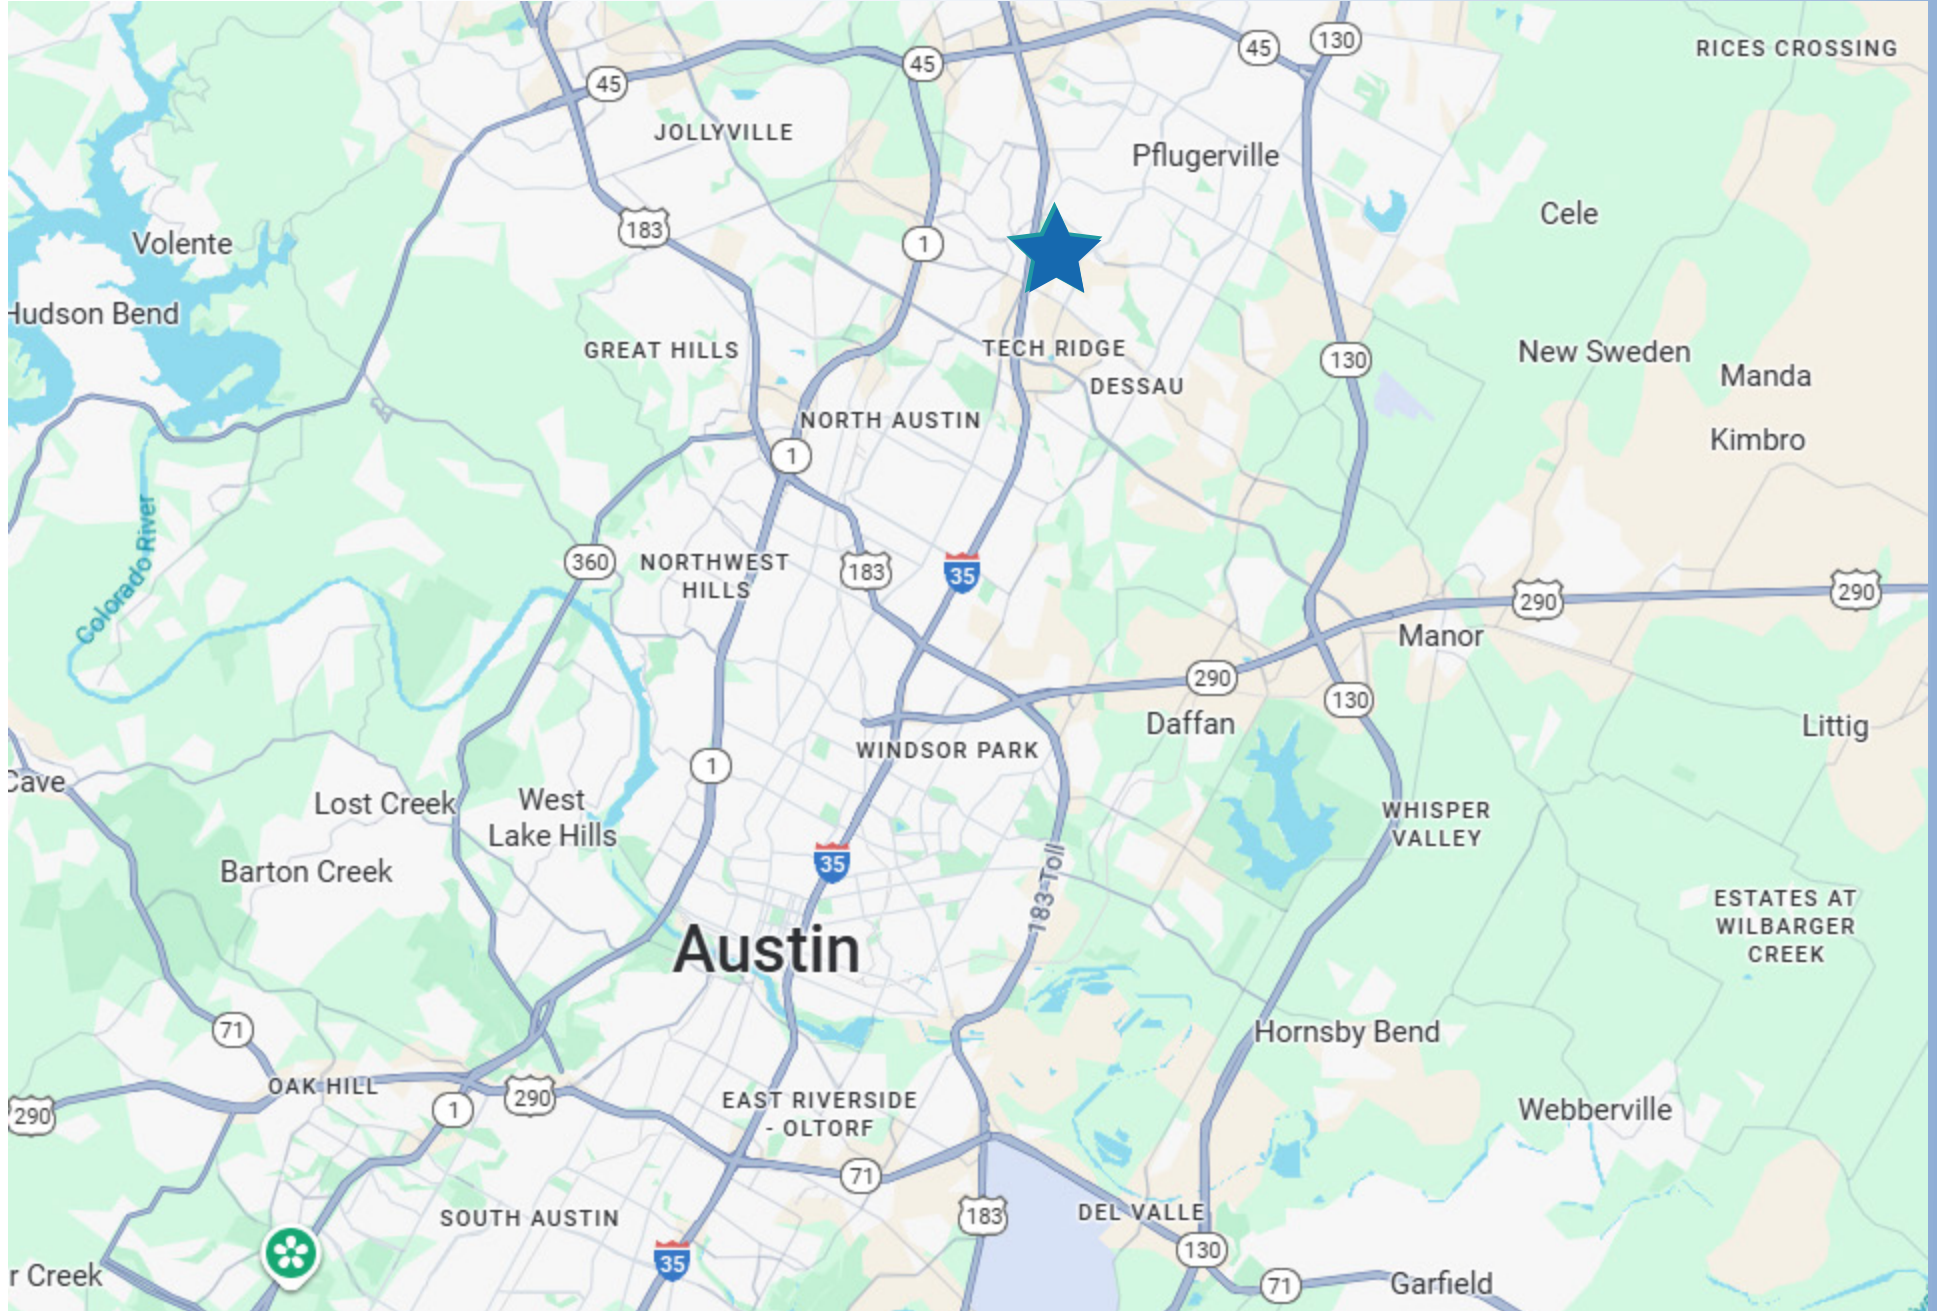 45
130
RICES CROSSING
45
45
JOLLYVILLE
Pflugerville
Cele
183
1
Volente
Hudson Bend
GREAT HILLS
TECH RIDGE
130
New Sweden
Manda
DESSAU
NORTH AUSTIN
Kimbro
1
Colorado River
360
NORTHWEST
HILLS
183
35
290
290
Manor
290
130
Daffan
Littig
WINDSOR PARK
1
Cave
Lost Creek
West
Lake Hills
WHISPER
VALLEY
35
Barton Creek
183 Toll
ESTATES AT
WILBARGER
CREEK
Austin
71
Hornsby Bend
OAK HILL
290
1
290
EAST RIVERSIDE
- OLTORF
Webberville
71
SOUTH AUSTIN
183
DEL VALLE
35
130
r Creek
71
Garfield